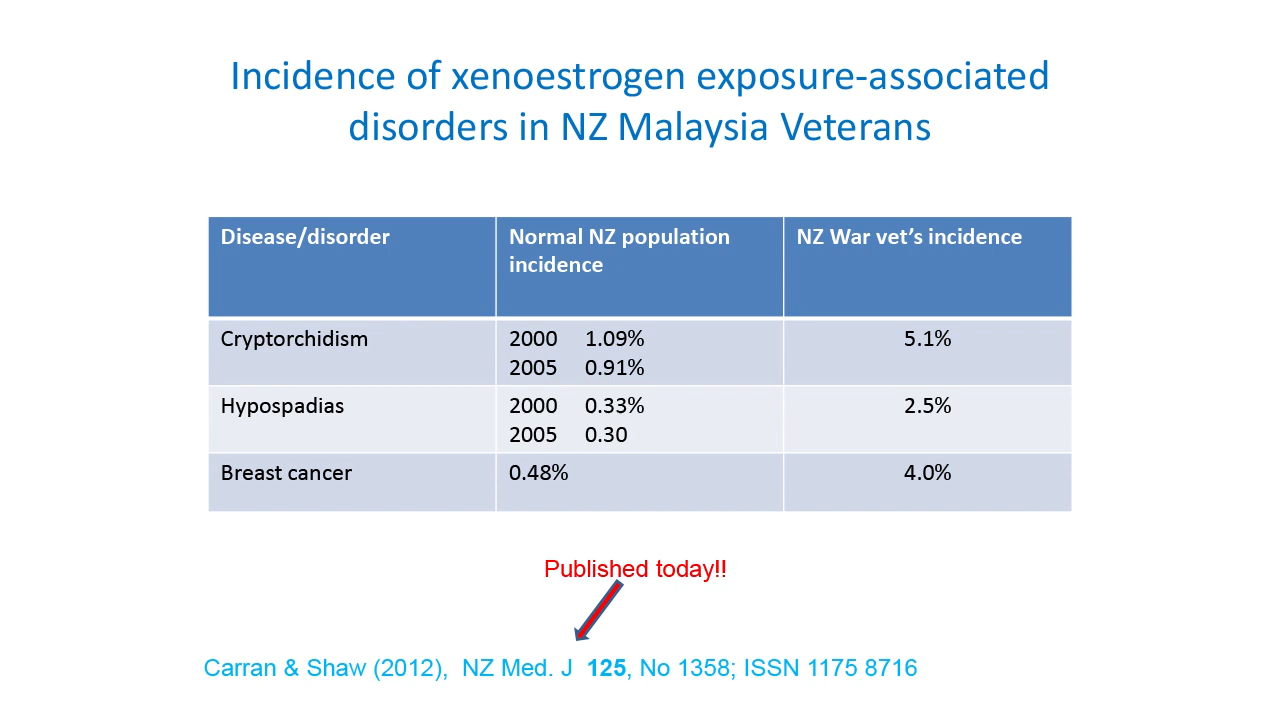 Incidence of xenoestrogen exposure-associated
disorders in NZ Malaysia Veterans
Disease/disorder
Normal NZ population
incidence
NZ War vet’s incidence
Cryptorchidism
2000 1.09%
2005 0.91%
5.1%
Hypospadias
2000 0.33%
2005 0.30
2.5%
Breast cancer
0.48%
4.0%
Published today!!
Carran & Shaw (2012), NZ Med. J 125, No 1358; ISSN 1175 8716